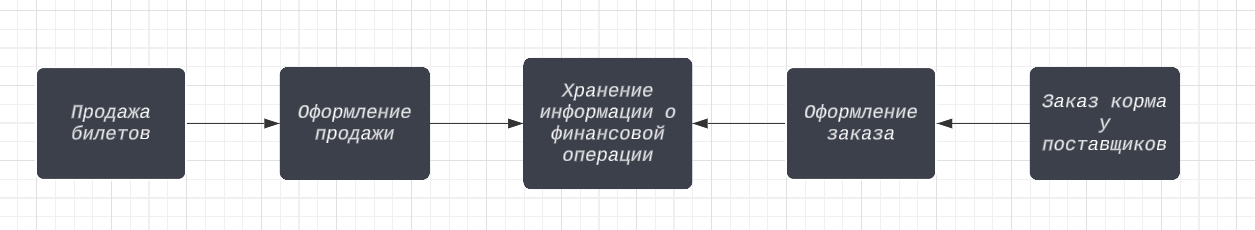 Продажа
билетов
Оформление
продажи
Хранение
информации о
финансовой
операции
Оформление
заказа
Заказ корма
у
поставщиков